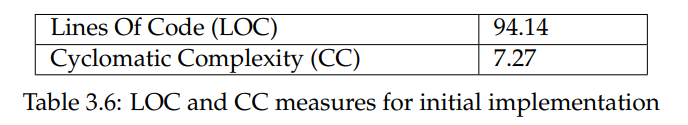 Lines Of Code (LOC) 94.14
Cyclomatic Complexity (CC) 7.27
Table 3.6: LOC and CC measures for initial implementation